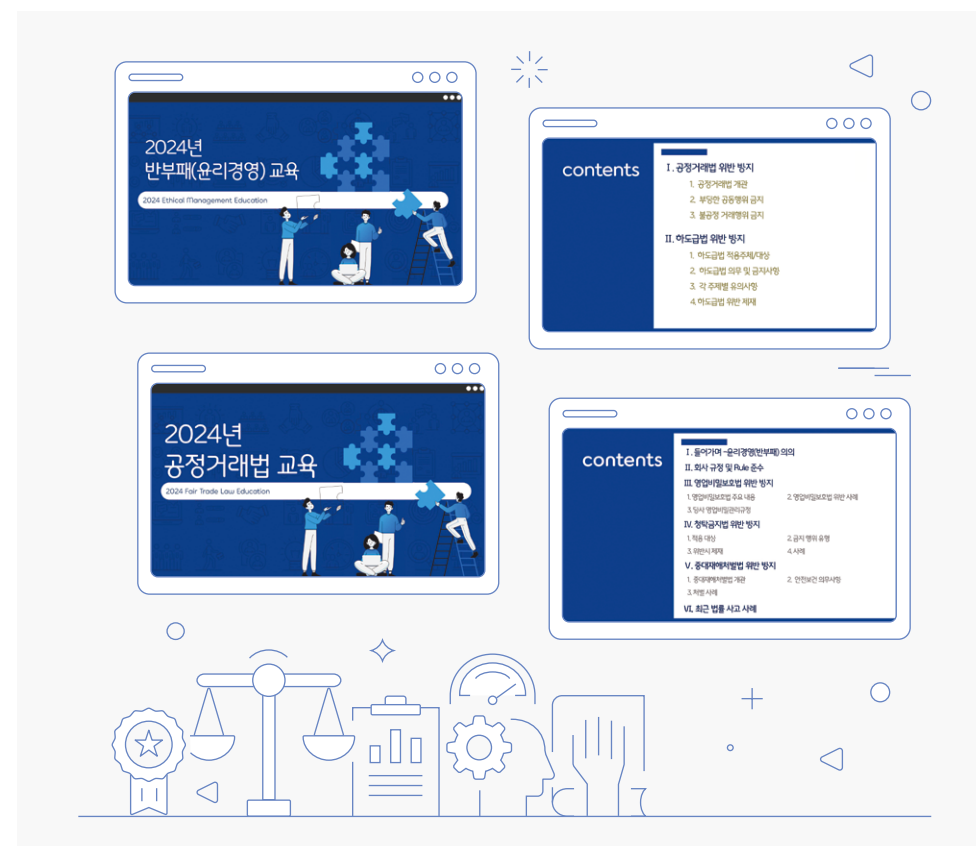 2024년
반부패(윤리경영) 교육
2024 Ethical Management Education
contents
Ⅰ. 공정거래법 위반 방지
1. 공정거래법 개관
2. 부당한 공동행위 금지
3. 불공정 거래행위 금지
Ⅱ. 하도급법 위반 방지
1. 하도급법 적용주체/대상
2. 하도급법 의무 및 금지사항
3. 각 주제별 유의사항
4. 하도급법 위반 제재
2024년
공정거래법 교육
2024 Fair Trade Law Education
contents
Ⅰ. 들어가며 -윤리경영(반부패) 의의
Ⅱ. 회사 규정 및 Rule 준수
Ⅲ. 영업비밀보호법 위반 방지
1. 영업비밀보호법 주요 내용 2. 영업비밀보호법 위반 사례
3. 당사 영업비밀관리규정
Ⅳ. 청탁금지법 위반 방지
1. 적용 대상 2. 금지 행위 유형
3. 위반시 제재 4. 사례
Ⅴ. 중대재해처벌법 위반 방지
1. 중대재해처벌법 개관 2. 안전보건 의무사항
3. 처벌 사례
Ⅵ. 최근 법률 사고 사례